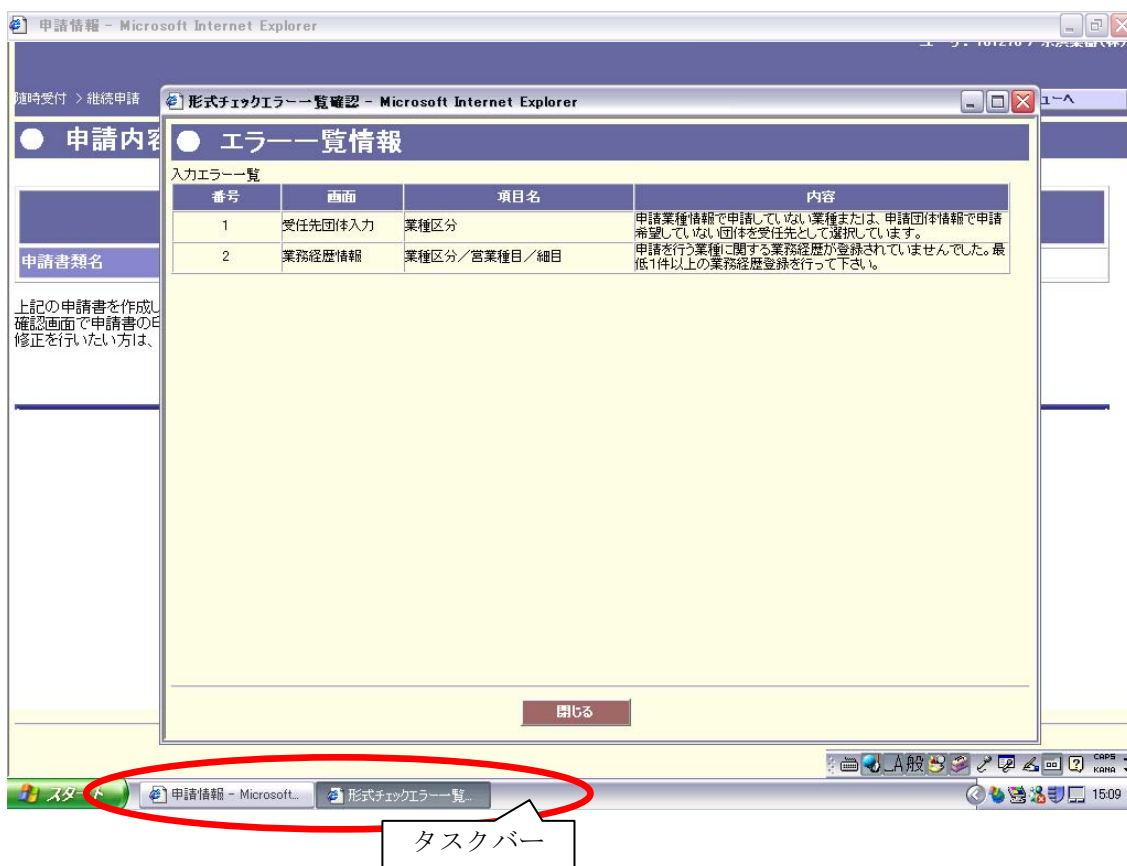 申請情報 - Microsoft Internet Explorer
随時受付 > 継続申請
ューへ
● 申請内容
形式チェックエラー一覧確認 - Microsoft Internet Explorer
● エラー一覧情報
入力エラー一覧
番号 画面 項目名 内容
1 受任先団体入力 業種区分 申請業種情報で申請していない業種または、申請団体情報で申請
希望していない団体を受任先として選択しています。
2 業務経歴情報 業種区分/営業種目/細目 申請を行う業種に関する業務経歴が登録されていませんでした。最
低1件以上の業務経歴登録を行って下さい。
申請書類名
上記の申請書を作成し
確認画面で申請書の
修正を行いたい方は、
閉じる
A般
CAPS
KANA
スタート
申請情報 - Microsoft...
形式チェックエラー一覧...
15:09
タスクバー